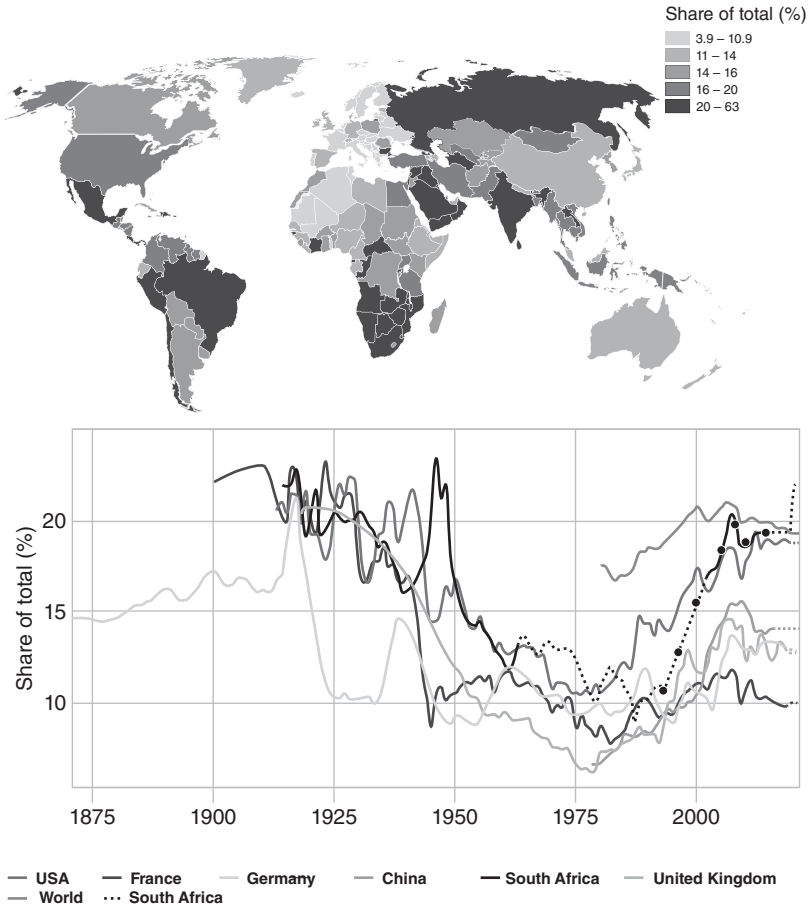 Share of total (%)
3.9 – 10.9
11 – 14
14 – 16
16 – 20
20 – 63
Share of total (%)
20
15
10
1875 1900 1925 1950 1975 2000
USA France Germany China South Africa United Kingdom
World South Africa